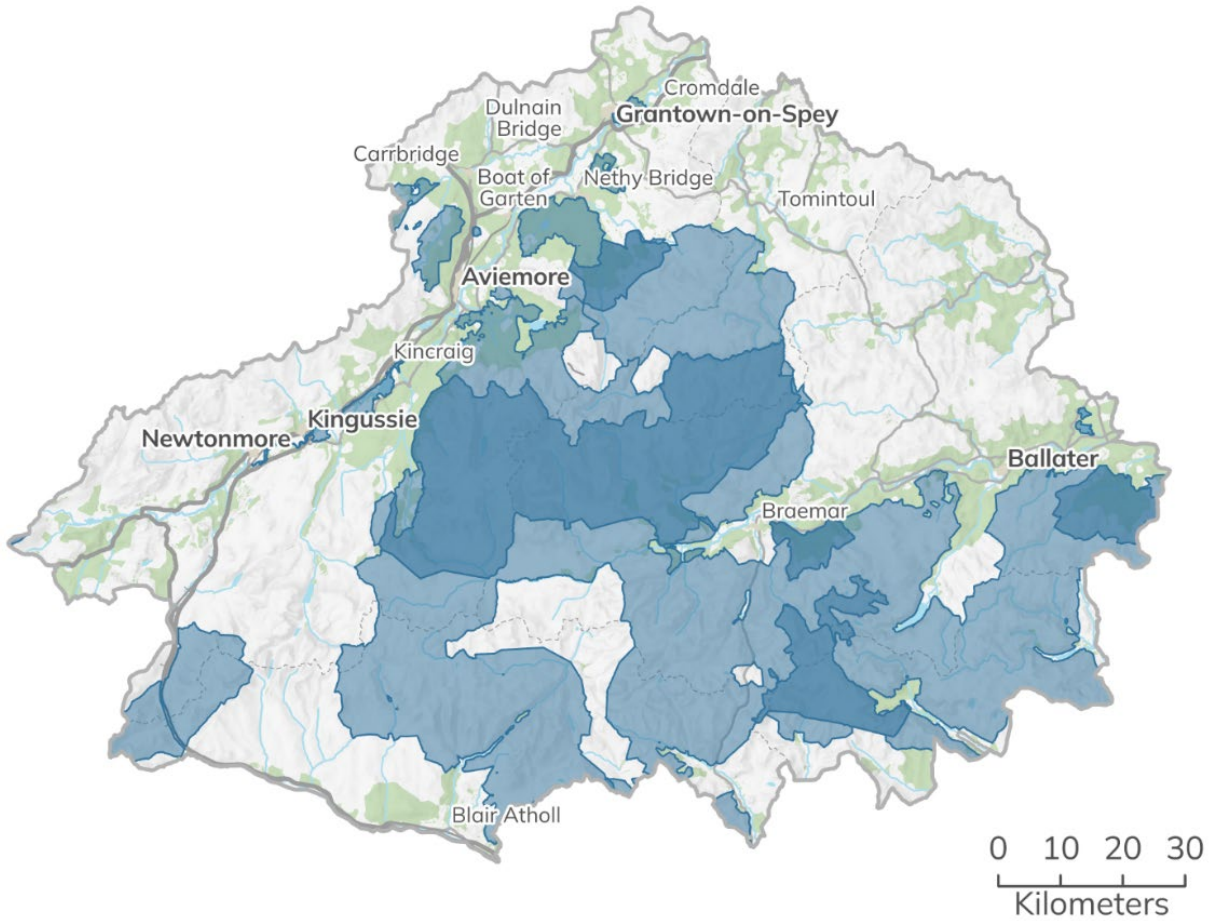 Cromdale
Grantown-on-Spey
Dulnain
Bridge
Carrbridge
Boat of
Garten
Nethy Bridge
Tomintoul
Aviemore
Kincraig
Kingussie
Newtonmore
Ballater
Braemar
Blair Atholl
0 10 20 30
Kilometers